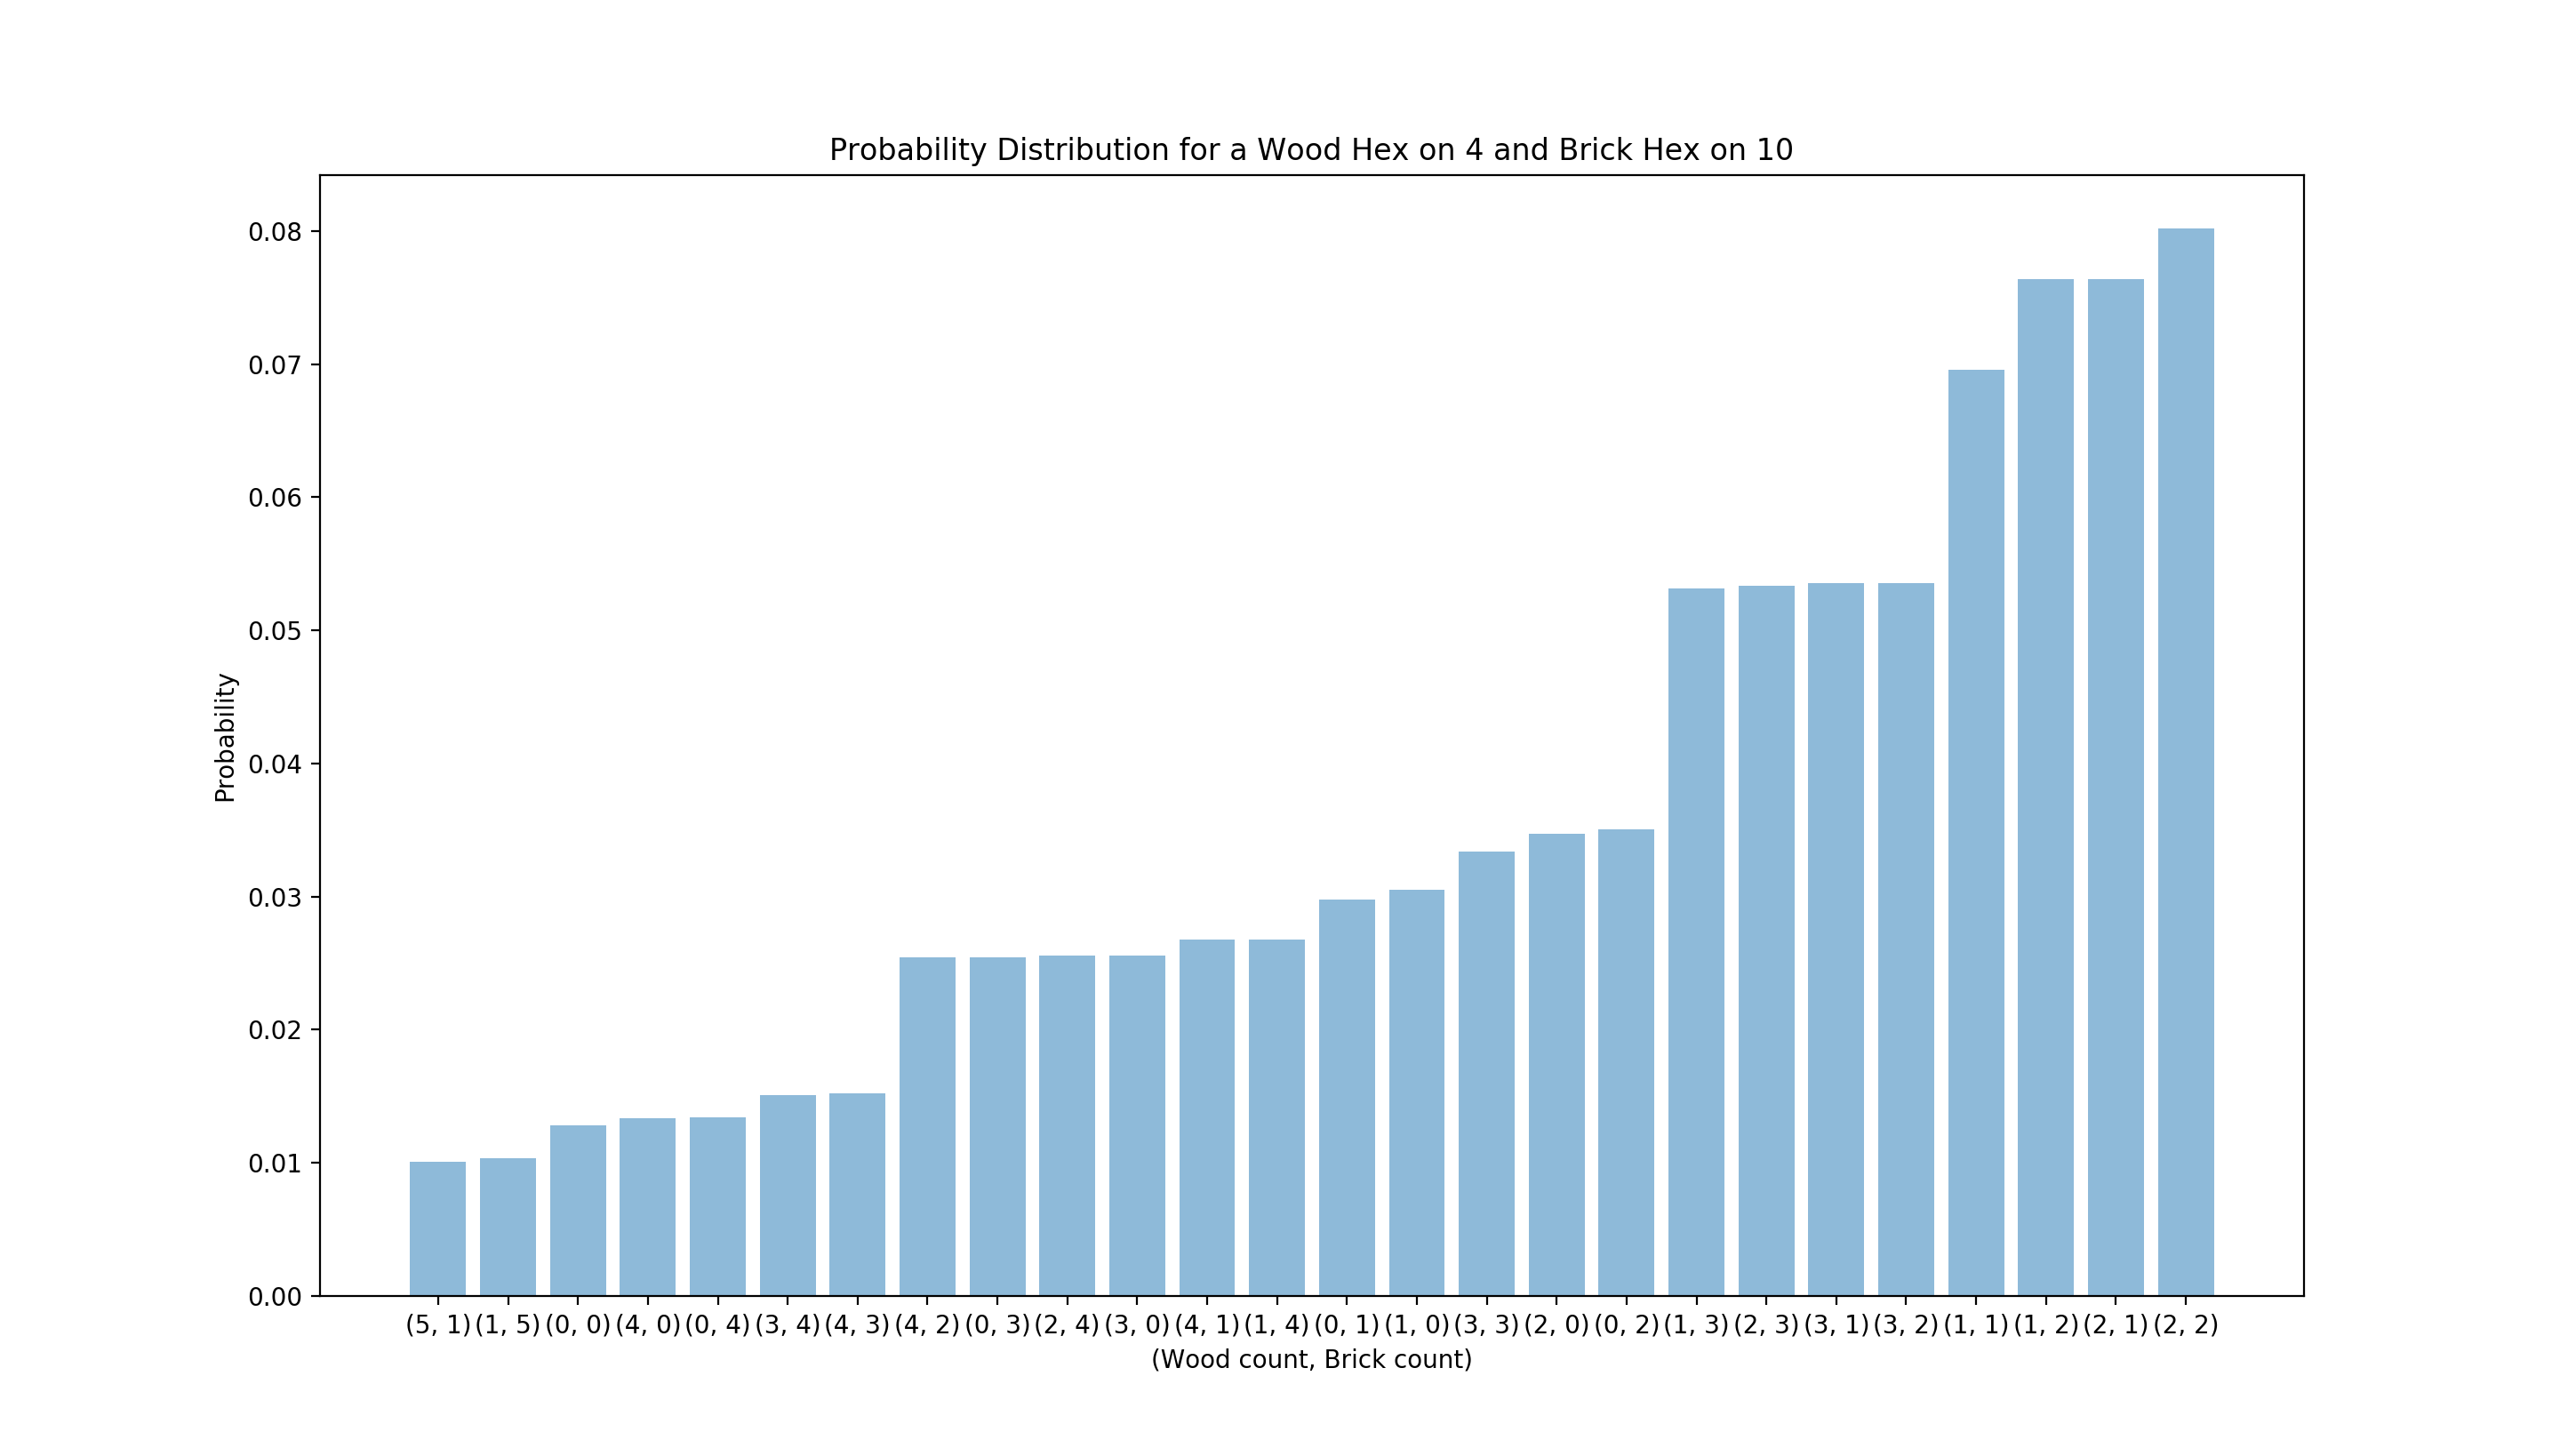 Probability Distribution for a Wood Hex on 4 and Brick Hex on 10
0.08
0.07
0.06
0.05
0.04
0.03
0.02
0.01
0.00
Probability
(5, 1) (1, 5) (0, 0) (4, 0) (0, 4) (3, 4) (4, 3) (4, 2) (0, 3) (2, 4) (3, 0) (4, 1) (1, 4) (0, 1) (1, 0) (3, 3) (2, 0) (0, 2) (1, 3) (2, 3) (3, 1) (3, 2) (1, 1) (1, 2) (2, 1) (2, 2)
(Wood count, Brick count)